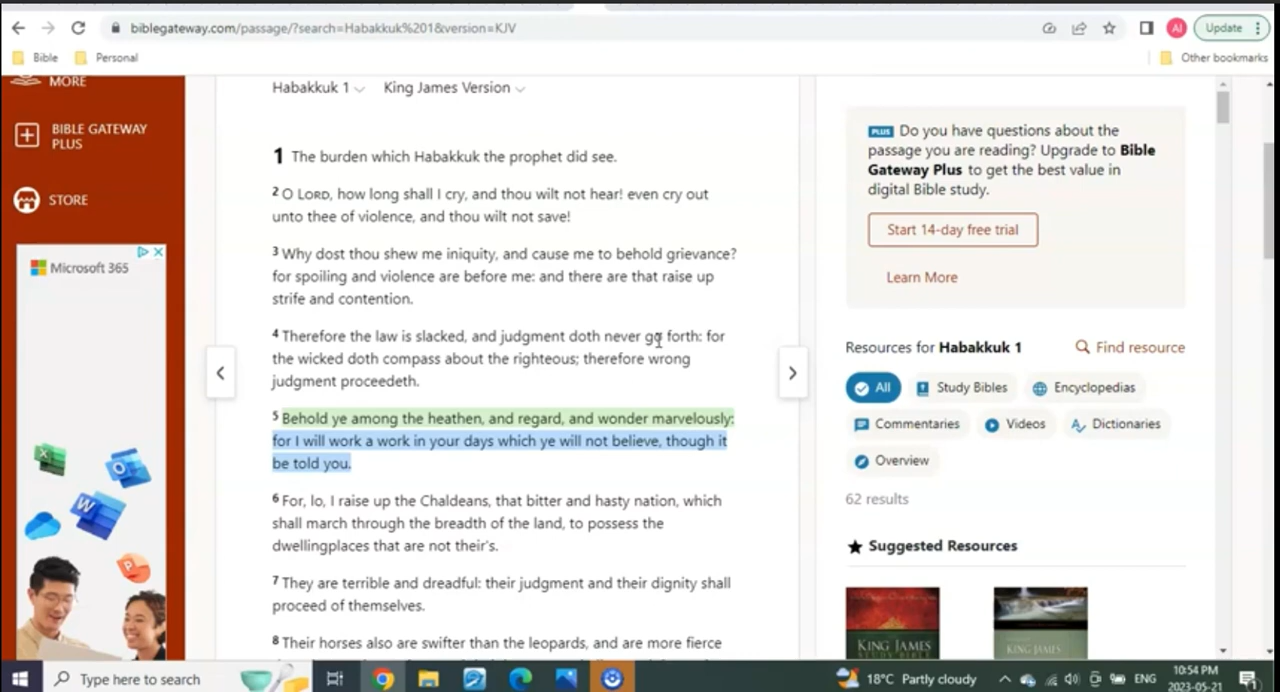 biblegateway.com/passage/?search=Habakkuk%201&version=KJV
AI
Update
Bible
Personal
Other bookmarks
MORE
BIBLE GATEWAY
PLUS
STORE
Microsoft 365
Habakkuk 1
King James Version
1 The burden which Habakkuk the prophet did see.
2 O LORD, how long shall I cry, and thou wilt not hear! even cry out
unto thee of violence, and thou wilt not save!
3 Why dost thou shew me iniquity, and cause me to behold grievance?
for spoiling and violence are before me: and there are that raise up
strife and contention.
4 Therefore the law is slacked, and judgment doth never go forth: for
the wicked doth compass about the righteous; therefore wrong
judgment proceedeth.
5 Behold ye among the heathen, and regard, and wonder marvelously:
for I will work a work in your days which ye will not believe, though it
be told you.
6 For, lo, I raise up the Chaldeans, that bitter and hasty nation, which
shall march through the breadth of the land, to possess the
dwellingplaces that are not their's.
7 They are terrible and dreadful: their judgment and their dignity shall
proceed of themselves.
8 Their horses also are swifter than the leopards, and are more fierce
PLUS Do you have questions about the
passage you are reading? Upgrade to Bible
Gateway Plus to get the best value in
digital Bible study.
Start 14-day free trial
Learn More
Resources for Habakkuk 1
Find resource
All
Study Bibles
Encyclopedias
Commentaries
Videos
Dictionaries
Overview
62 results
Suggested Resources
KING JAMES
KING JAMES
Type here to search
18°C Partly cloudy
ENG
10:54 PM
2023-05-21